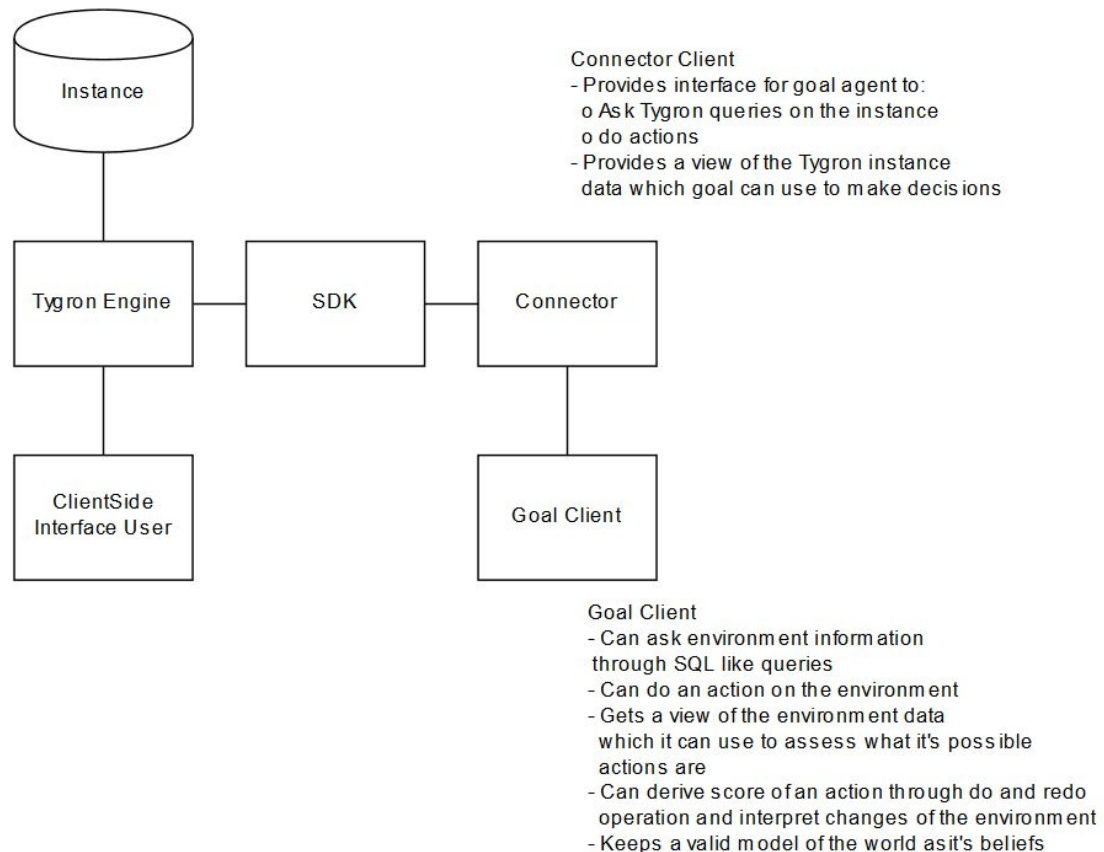 Instance
Connector Client
- Provides interface for goal agent to:
o Ask Tygron queries on the instance
o do actions
- Provides a view of the Tygron instance
data which goal can use to make decisions
Tygron Engine
SDK
Connector
ClientSide
Interface User
Goal Client
Goal Client
- Can ask environment information
through SQL like queries
- Can do an action on the environment
- Gets a view of the environment data
which it can use to assess what it's possible
actions are
- Can derive score of an action through do and redo
operation and interpret changes of the environment
- Keeps a valid model of the world asit's beliefs